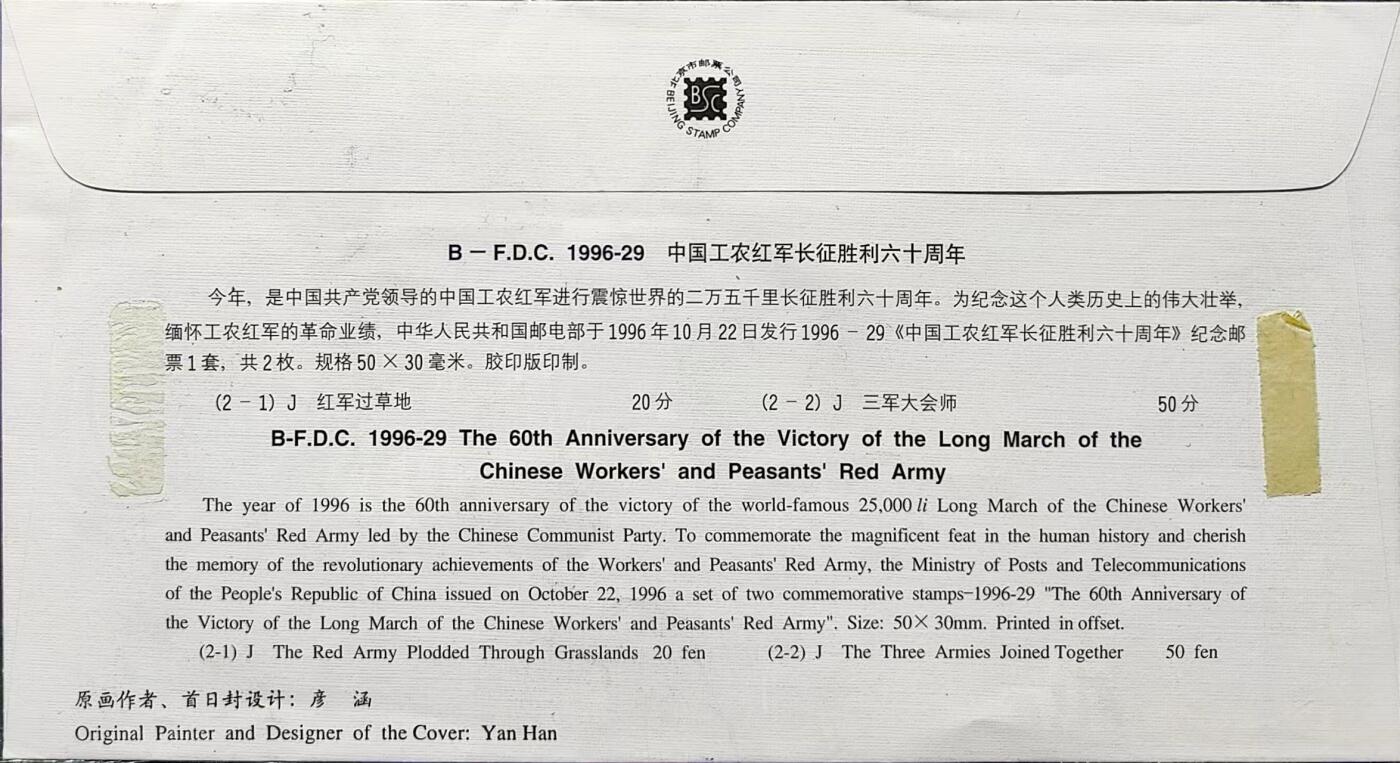 北京市邮票公司
BSC
BEIJING STAMP COMPANY
B － F.D.C. 1996-29 中国工农红军长征胜利六十周年
今年，是中国共产党领导的中国工农红军进行震惊世界的二万五千里长征胜利六十周年。为纪念这个人类历史上的伟大壮举，
缅怀工农红军的革命业绩，中华人民共和国邮电部于1996年10月22日发行1996－29《中国工农红军长征胜利六十周年》纪念邮
票1套，共2枚。规格50×30毫米。胶印版印制。
(2－1) J 红军过草地 20分 (2－2) J 三军大会师 50分
B-F.D.C. 1996-29 The 60th Anniversary of the Victory of the Long March of the
Chinese Workers' and Peasants' Red Army
The year of 1996 is the 60th anniversary of the victory of the world-famous 25,000 li Long March of the Chinese Workers'
and Peasants' Red Army led by the Chinese Communist Party. To commemorate the magnificent feat in the human history and cherish
the memory of the revolutionary achievements of the Workers' and Peasants' Red Army, the Ministry of Posts and Telecommunications
of the People's Republic of China issued on October 22, 1996 a set of two commemorative stamps–1996-29 "The 60th Anniversary of
the Victory of the Long March of the Chinese Workers' and Peasants' Red Army". Size: 50× 30mm. Printed in offset.
(2-1) J The Red Army Plodded Through Grasslands 20 fen (2-2) J The Three Armies Joined Together 50 fen
原画作者、首日封设计：彦 涵
Original Painter and Designer of the Cover: Yan Han